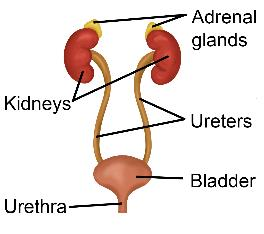 Adrenal
glands
Kidneys
Ureters
Bladder
Urethra